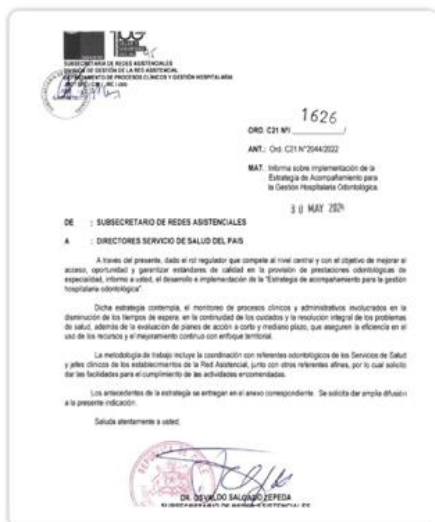 SUBSECRETARÍA DE REDES ASISTENCIALES
DIVISIÓN DE GESTIÓN DE LA RED ASISTENCIAL
DEPARTAMENTO DE PROCESOS CLÍNICOS Y GESTIÓN HOSPITALARIA
1626
ORD. C21 N°/
ANT.: Ord. C21 N°2044/2022
MAT. Informa sobre implementación de la
Estrategia de Acompañamiento para
la Gestión Hospitalaria Odontológica.
30 MAY 2024
DE : SUBSECRETARIO DE REDES ASISTENCIALES
A : DIRECTORES SERVICIO DE SALUD DEL PAIS
A través del presente, dado el rol regulador que compete al nivel central y con el objetivo de mejorar el
acceso, oportunidad y garantizar estándares de calidad en la provisión de prestaciones odontológicas de
especialidad, informo a usted, el desarrollo e implementación de la "Estrategia de acompañamiento para la gestión
hospitalaria odontológica".
Dicha estrategia contempla, el monitoreo de procesos clínicos y administrativos involucrados en la
disminución de los tiempos de espera, en la continuidad de los cuidados y la resolución integral de los problemas
de salud, además de la evaluación de planes de acción a corto y mediano plazo, que aseguren la eficiencia en el
uso de los recursos y el mejoramiento continuo con enfoque territorial.
La metodología de trabajo incluye la coordinación con referentes odontológicos de los Servicios de Salud
y jefes clínicos de los establecimientos de la Red Asistencial, junto con otros referentes afines, por lo cual solicito
dar las facilidades para el cumplimiento de las actividades encomendadas.
Los antecedentes de la estrategia se entregan en el anexo correspondiente. Se solicita dar amplia difusión
a la presente indicación.
Saluda atentamente a usted,
DR. OSVALDO SALGADO ZEPEDA
SUBSECRETARIO DE REDES ASISTENCIALES